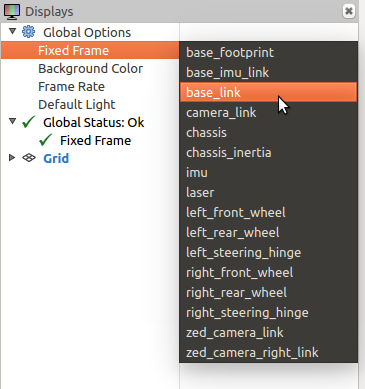 Displays
Global Options
Fixed Frame
Background Color
Frame Rate
Default Light
Global Status: Ok
Fixed Frame
Grid
base_footprint
base_imu_link
base_link
camera_link
chassis
chassis_inertia
imu
laser
left_front_wheel
left_rear_wheel
left_steering_hinge
right_front_wheel
right_rear_wheel
right_steering_hinge
zed_camera_link
zed_camera_right_link